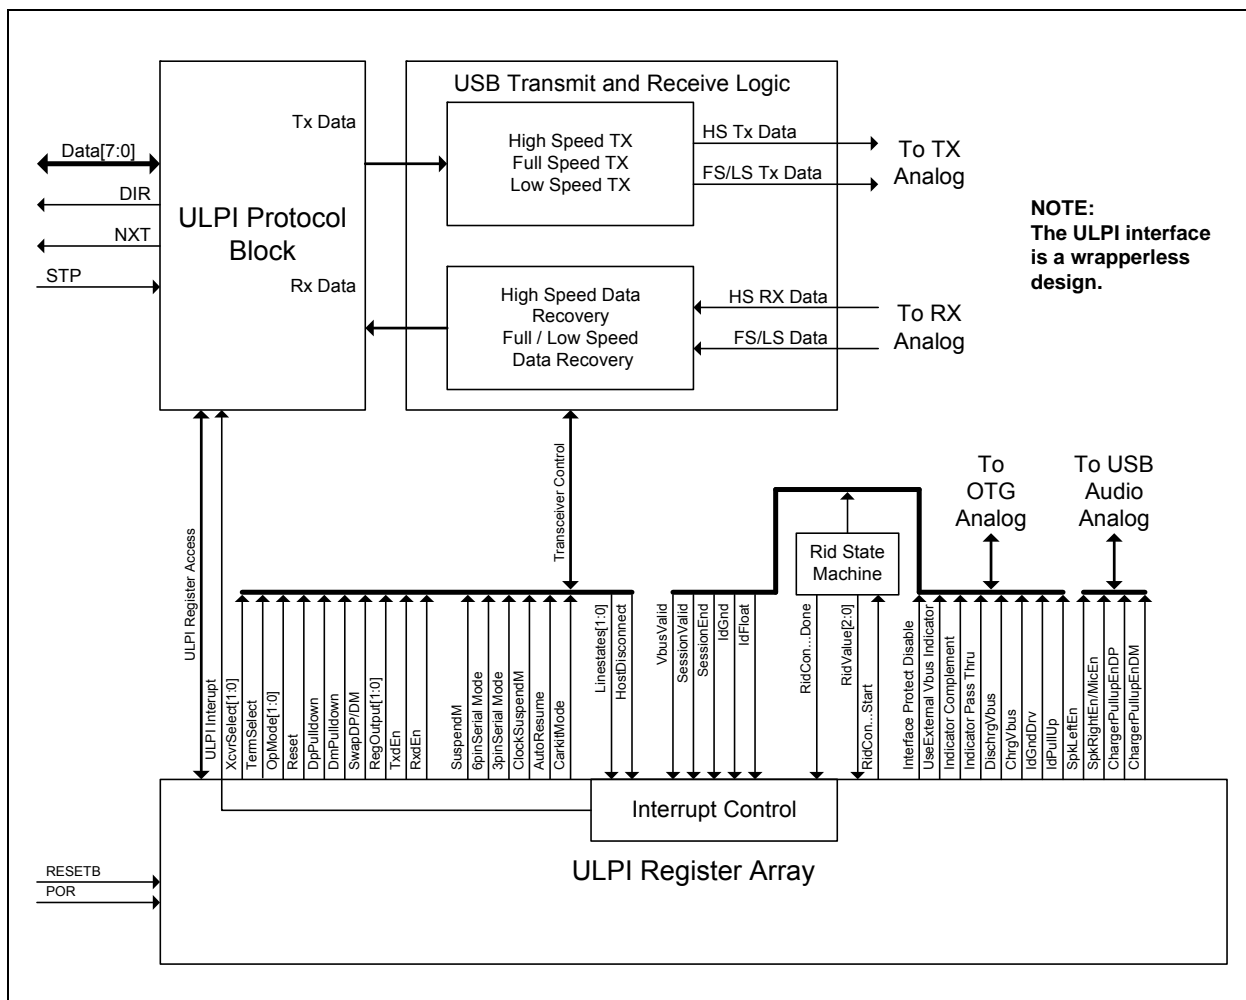 USB Transmit and Receive Logic
Tx Data
Data[7:0]
DIR
NXT
STP
ULPI Protocol
Block
Rx Data
High Speed TX
Full Speed TX
Low Speed TX
HS Tx Data
FS/LS Tx Data
To TX
Analog
High Speed Data
Recovery
Full / Low Speed
Data Recovery
HS RX Data
FS/LS Data
To RX
Analog
NOTE:
The ULPI interface
is a wrapperless
design.
ULPI Register Access
ULPI Interupt
Transceiver Control
XcvrSelect[1:0]
TermSelect
OpMode[1:0]
Reset
DpPulldown
DmPulldown
SwapDP/DM
RegOutput[1:0]
TxdEn
RxdEn
SuspendM
6pinSerial Mode
3pinSerial Mode
ClockSuspendM
AutoResume
CarkitMode
Linestates[1:0]
HostDisconnect
VbusValid
SessionValid
SessionEnd
IdGnd
IdFloat
Rid State
Machine
RidCon...Done
RidValue[2:0]
RidCon...Start
To
OTG
Analog
To USB
Audio
Analog
Interface Protect Disable
UseExternal Vbus Indicator
Indicator Complement
Indicator Pass Thru
DischrgVbus
ChrgVbus
IdGndDrv
IdPullUp
SpkLeftEn
SpkRightEn/MicEn
ChargerPullupEnDP
ChargerPullupEnDM
Interrupt Control
ULPI Register Array
RESETB
POR